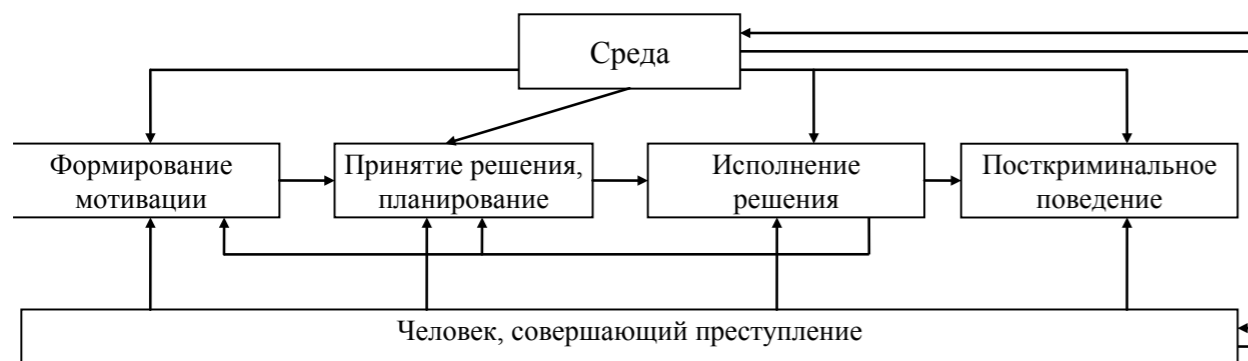 Среда
Формирование
мотивации
Принятие решения,
планирование
Исполнение
решения
Посткриминальное
поведение
Человек, совершающий преступление